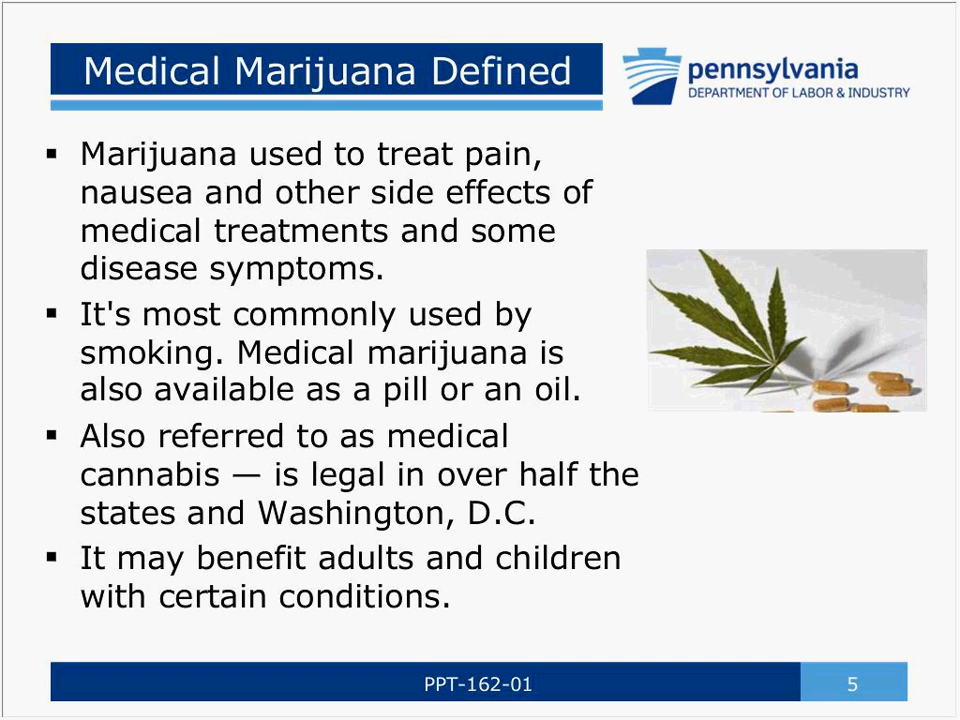 Medical Marijuana Defined
pennsylvania
DEPARTMENT OF LABOR & INDUSTRY
▪ Marijuana used to treat pain,
nausea and other side effects of
medical treatments and some
disease symptoms.
▪ It's most commonly used by
smoking. Medical marijuana is
also available as a pill or an oil.
▪ Also referred to as medical
cannabis — is legal in over half the
states and Washington, D.C.
▪ It may benefit adults and children
with certain conditions.
PPT-162-01
5